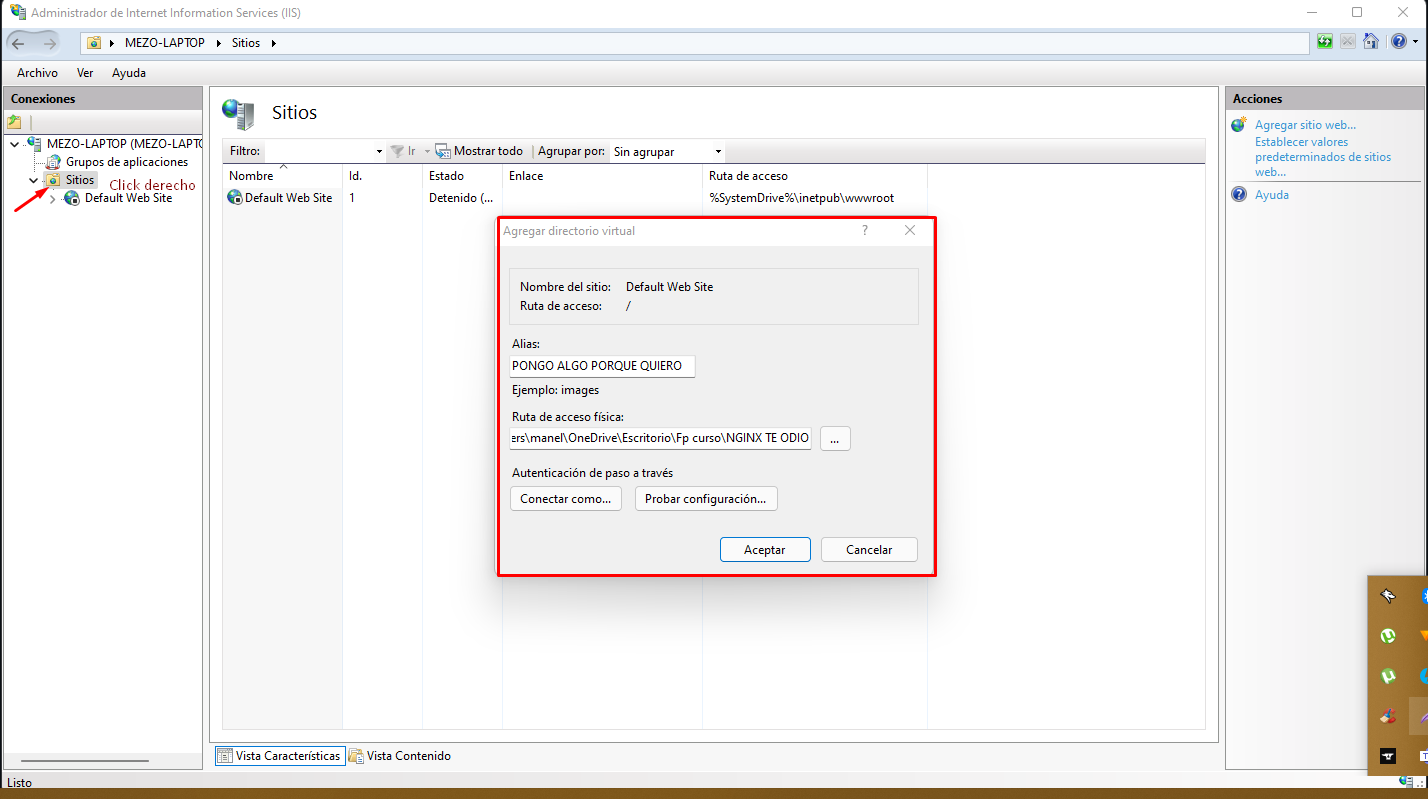 Administrador de Internet Information Services (IIS)
MEZO-LAPTOP
Sitios
Archivo Ver Ayuda
Conexiones
MEZO-LAPTOP (MEZO-LAPTO
Grupos de aplicaciones
Sitios
Click derecho
Default Web Site
Sitios
Filtro: Ir Mostrar todo Agrupar por: Sin agrupar
Nombre Id. Estado Enlace Ruta de acceso
Default Web Site 1 Detenido (... %SystemDrive%\inetpub\wwwroot
Agregar directorio virtual ?
Nombre del sitio: Default Web Site
Ruta de acceso: /
Alias:
PONGO ALGO PORQUE QUIERO
Ejemplo: images
Ruta de acceso física:
ers\manel\OneDrive\Escritorio\Fp curso\NGINX TE ODIO ...
Autenticación de paso a través
Conectar como... Probar configuración...
Aceptar Cancelar
Vista Características Vista Contenido
Acciones
Agregar sitio web...
Establecer valores
predeterminados de sitios
web...
Ayuda
Listo